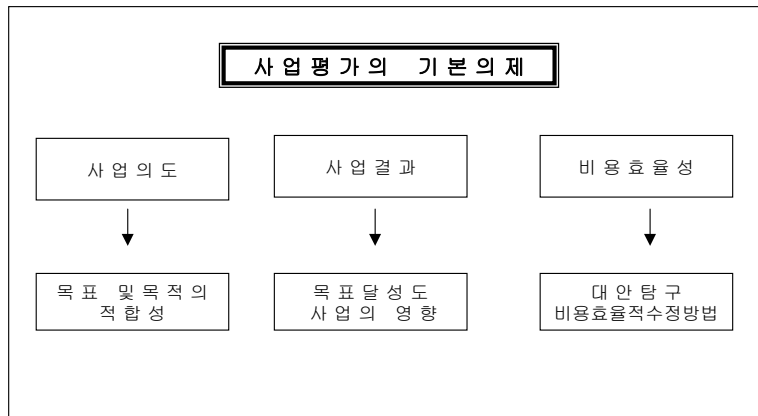 사업평가의 기본의제
사업의도
사업결과
비용효율성
목표 및목적의
적합성
목표달성도
사업의 영향
대안탐구
비용효율적수정방법